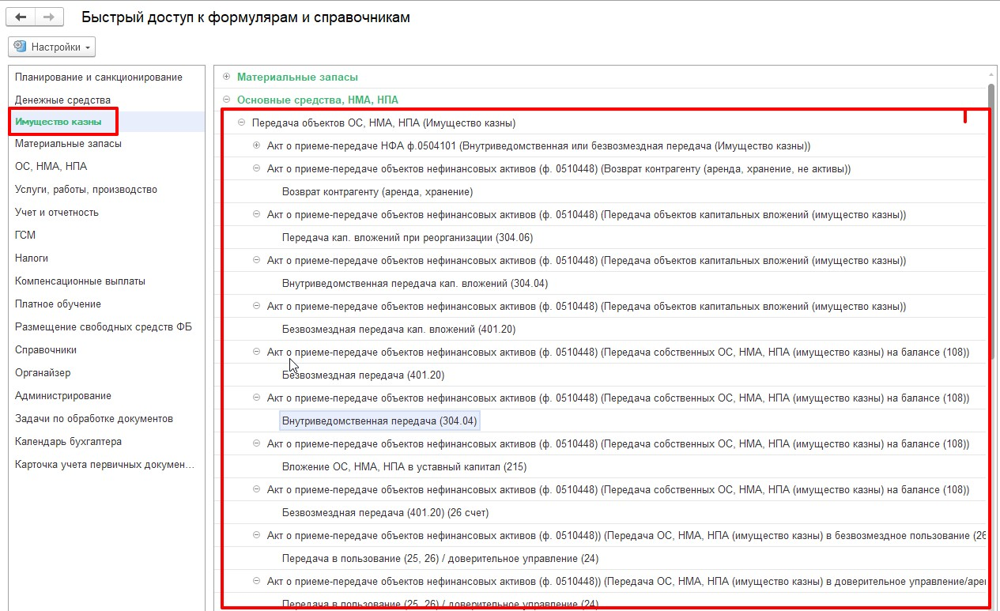 Быстрый доступ к формулярам и справочникам
Настройки
Планирование и санкционирование
Денежные средства
Имущество казны
Материальные запасы
ОС, НМА, НПА
Услуги, работы, производство
Учет и отчетность
ГСМ
Налоги
Компенсационные выплаты
Платное обучение
Размещение свободных средств ФБ
Справочники
Органайзер
Администрирование
Задачи по обработке документов
Календарь бухгалтера
Карточка учета первичных докумен...
Материальные запасы
Основные средства, НМА, НПА
Передача объектов ОС, НМА, НПА (Имущество казны)
Акт о приеме-передаче НФА ф.0504101 (Внутриведомственная или безвозмездная передача (Имущество казны))
Акт о приеме-передаче объектов нефинансовых активов (ф. 0510448) (Возврат контрагенту (аренда, хранение, не активы))
Возврат контрагенту (аренда, хранение)
Акт о приеме-передаче объектов нефинансовых активов (ф. 0510448) (Передача объектов капитальных вложений (имущество казны))
Передача кап. вложений при реорганизации (304.06)
Акт о приеме-передаче объектов нефинансовых активов (ф. 0510448) (Передача объектов капитальных вложений (имущество казны))
Внутриведомственная передача кап. вложений (304.04)
Акт о приеме-передаче объектов нефинансовых активов (ф. 0510448) (Передача объектов капитальных вложений (имущество казны))
Безвозмездная передача кап. вложений (401.20)
Акт о приеме-передаче объектов нефинансовых активов (ф. 0510448) (Передача собственных ОС, НМА, НПА (имущество казны) на балансе (108))
Безвозмездная передача (401.20)
Акт о приеме-передаче объектов нефинансовых активов (ф. 0510448) (Передача собственных ОС, НМА, НПА (имущество казны) на балансе (108))
Внутриведомственная передача (304.04)
Акт о приеме-передаче объектов нефинансовых активов (ф. 0510448) (Передача собственных ОС, НМА, НПА (имущество казны) на балансе (108))
Вложение ОС, НМА, НПА в уставный капитал (215)
Акт о приеме-передаче объектов нефинансовых активов (ф. 0510448) (Передача собственных ОС, НМА, НПА (имущество казны) на балансе (108))
Безвозмездная передача (401.20) (26 счет)
Акт о приеме-передаче объектов нефинансовых активов (ф. 0510448)) (Передача ОС, НМА, НПА (имущество казны) в безвозмездное пользование (26
Передача в пользование (25, 26) / доверительное управление (24)
Акт о приеме-передаче объектов нефинансовых активов (ф. 0510448)) (Передача ОС, НМА, НПА (имущество казны) в доверительное управление/аре
Передача в пользование (25, 26) / доверительное управление (24)